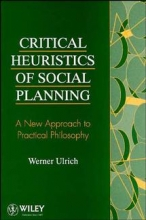 CRITICAL
HEURISTICS
OF SOCIAL
PLANNING
A New Approach to
Practical Philosophy
Werner Ulrich
WILEY